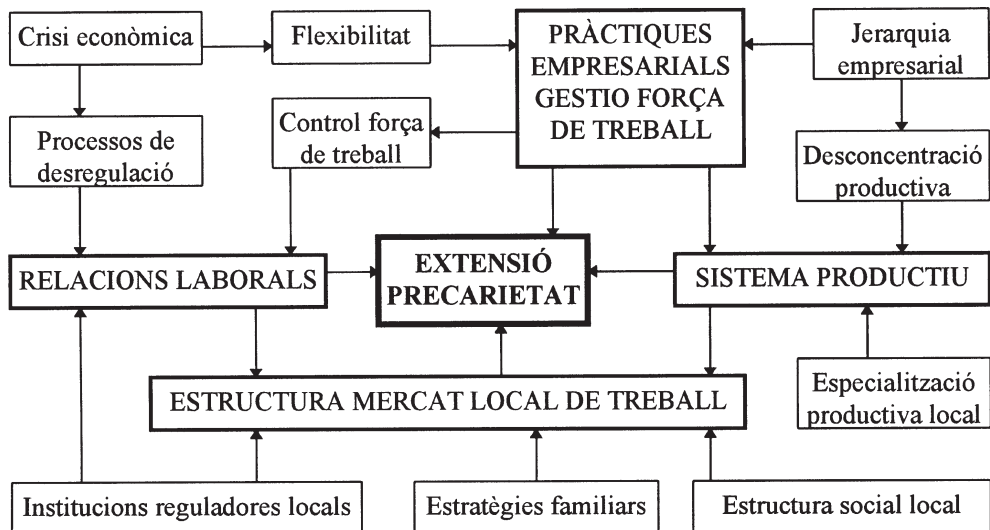 Crisi econòmica
Flexibilitat
PRÀCTIQUES
EMPRESARIALS
GESTIO FORÇA
DE TREBALL
Jerarquia
empresarial
Processos de
desregulació
Control força
de treball
Desconcentració
productiva
RELACIONS LABORALS
EXTENSIÓ
PRECARIETAT
SISTEMA PRODUCTIU
ESTRUCTURA MERCAT LOCAL DE TREBALL
Especialització
productiva local
Institucions reguladores locals
Estratègies familiars
Estructura social local